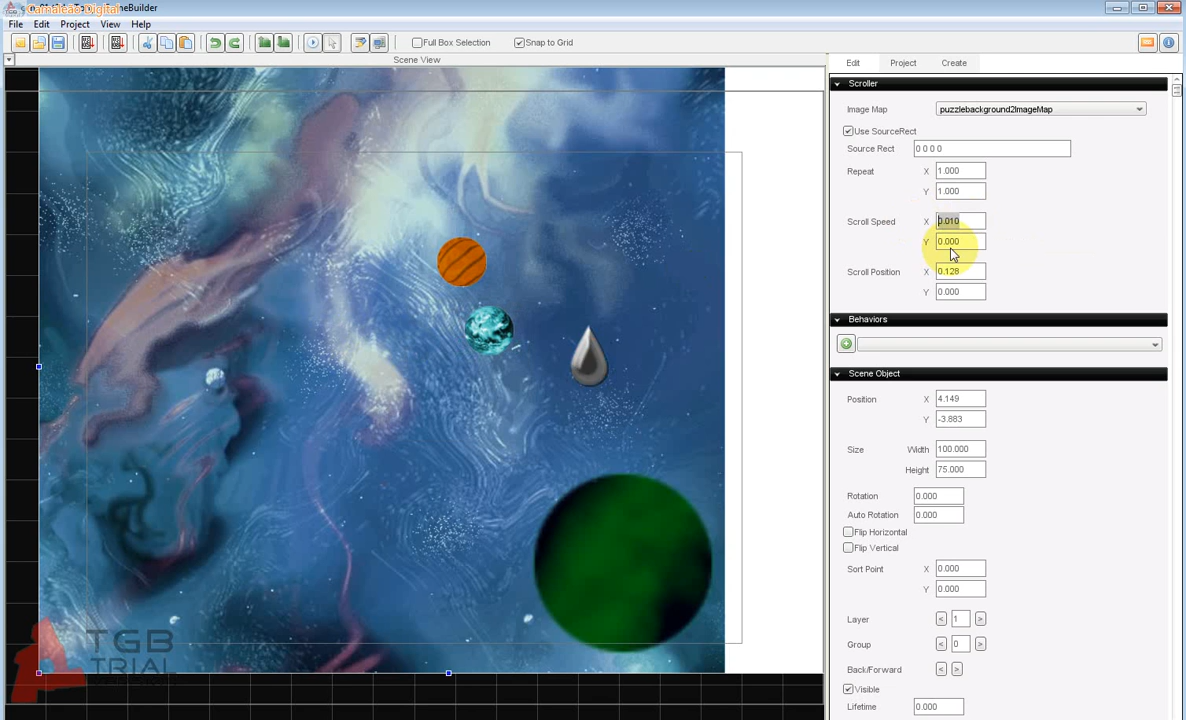 Camaleao Digital
neBuilder
File Edit Project View Help
Full Box Selection Snap to Grid
Scene View
Edit Project Create
Scroller
Image Map puzzlebackground2ImageMap
Use SourceRect
Source Rect 0 0 0 0
Repeat X 1.000
Y 1.000
Scroll Speed X 0.010
Y 0.000
Scroll Position X 0.128
Y 0.000
Behaviors
Scene Object
Position X 4.149
Y -3.883
Size Width 100.000
Height 75.000
Rotation 0.000
Auto Rotation 0.000
Flip Horizontal
Flip Vertical
Sort Point X 0.000
Y 0.000
Layer < 1 >
Group < 0 >
Back/Forward < >
Visible
Lifetime 0.000
TGB
TRIAL